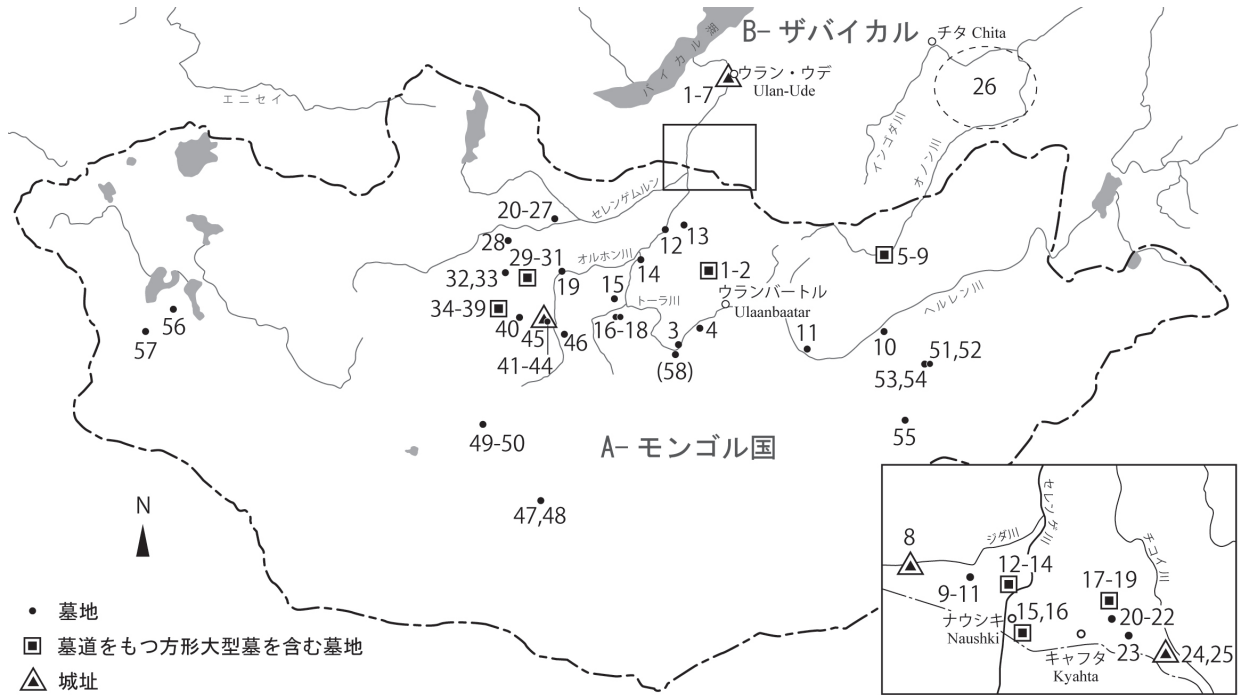 B- ザバイカル
バイカル湖
チタ Chita
ウラン・ウデ
Ulan-Ude
1-7
26
エニセイ
インゴダ川
オノン川
セレンゲムルン
20-27
28
29-31
32,33
34-39
オルホン川
19
12
13
14
15
1-2
5-9
トーラ川
ウランバートル
Ulaanbaatar
ヘルレン川
16-18
3
4
(58)
11
10
51,52
53,54
55
56
57
40
45
46
41-44
49-50
47,48
A- モンゴル国
N
墓地
墓道をもつ方形大型墓を含む墓地
城址
セレンゲ川
ジダ川
チコイ川
8
9-11
12-14
17-19
15,16
20-22
ナウシキ
Naushki
キャフタ
Kyahta
23
24,25